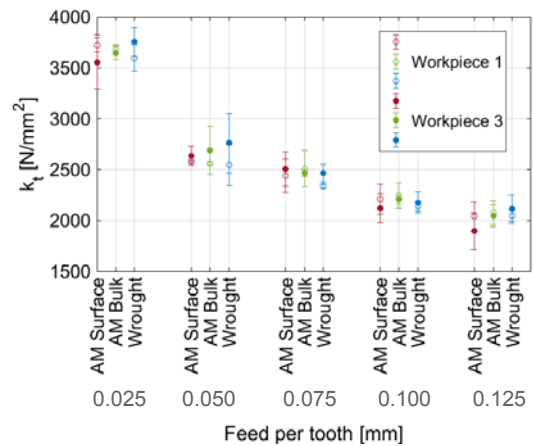 4000
3500
3000
2500
2000
1500
k_t [N/mm²]
Workpiece 1
Workpiece 3
AM Surface AM Bulk Wrought AM Surface AM Bulk Wrought AM Surface AM Bulk Wrought AM Surface AM Bulk Wrought AM Surface AM Bulk Wrought
0.025 0.050 0.075 0.100 0.125
Feed per tooth [mm]